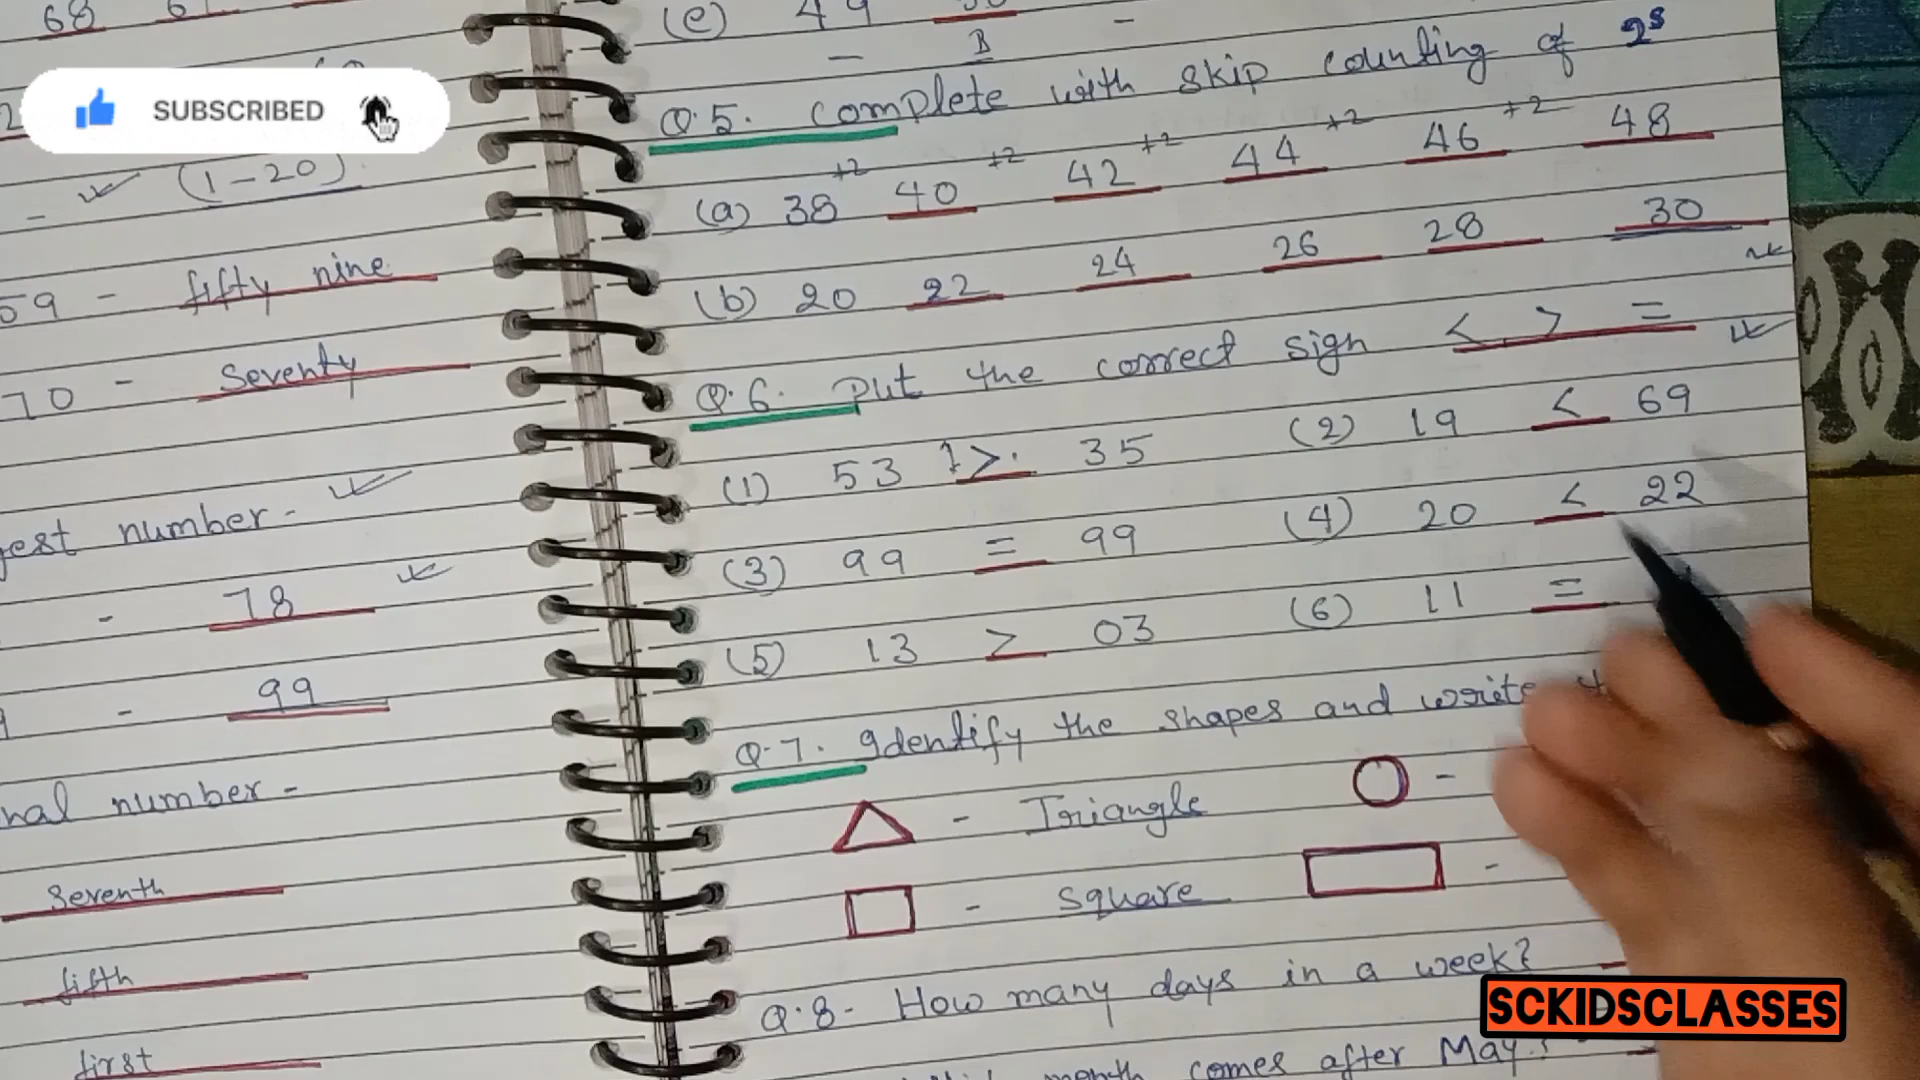 68 67
SUBSCRIBED
(1-20)
59 - fifty nine
70 - Seventy
number-
- 78
- 99
number-
Seventh
fifth
first
(e) 49
B
Q.5. Complete with skip counting of 2s
+2 +2 +2 +2 +2
(a) 38 40 42 44 46 48
(b) 20 22 24 26 28 30
Q.6. Put the correct sign < > =
(1) 53 > 35 (2) 19 < 69
(3) 99 = 99 (4) 20 < 22
(5) 13 > 03 (6) 11 =
Q.7. Identify the shapes and write
- Triangle -
- Square -
Q.8- How many days in a week?
month comes after May?
SCKIDSCLASSES